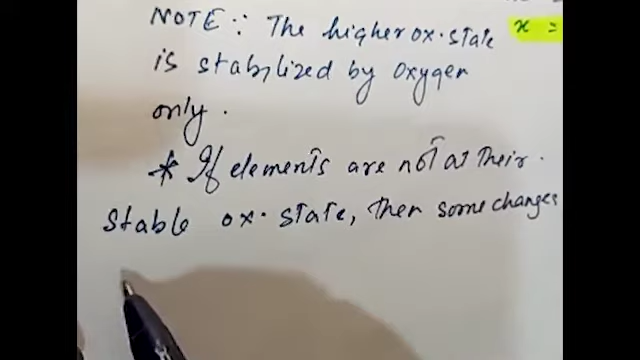 NOTE :: The higher ox. state
x =
is stabilized by oxygen
only.
* If elements are not at their.
Stable ox. state, then some changes